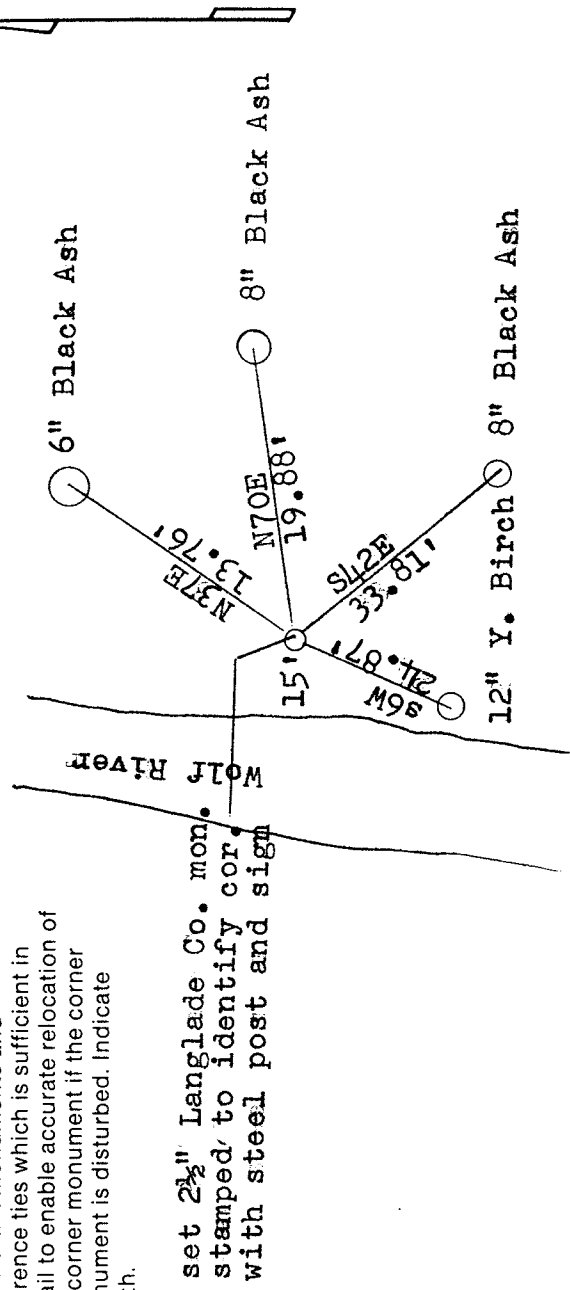 rence ties which is sufficient in
ail to enable accurate relocation of
corner monument if the corner
nument is disturbed. Indicate
th.
set 2½" Langlade Co. mon.
stamped to identify cor.
with steel post and sign
Wolf River
15'
6" Black Ash
N37E
13.76'
8" Black Ash
N70E
19.88'
S42E
33.81'
8" Black Ash
s6W
24.87'
12" Y. Birch